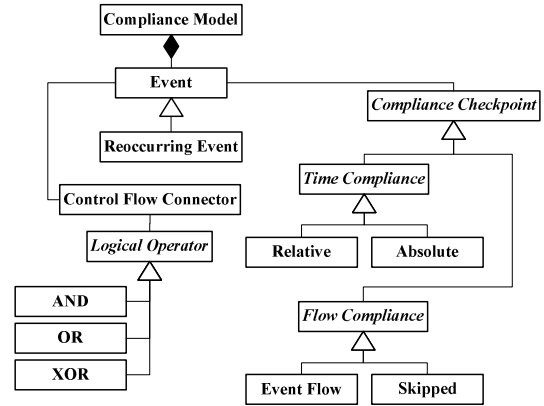 Compliance Model
Event
Compliance Checkpoint
Reoccurring Event
Time Compliance
Control Flow Connector
Logical Operator
Relative
Absolute
AND
Flow Compliance
OR
XOR
Event Flow
Skipped